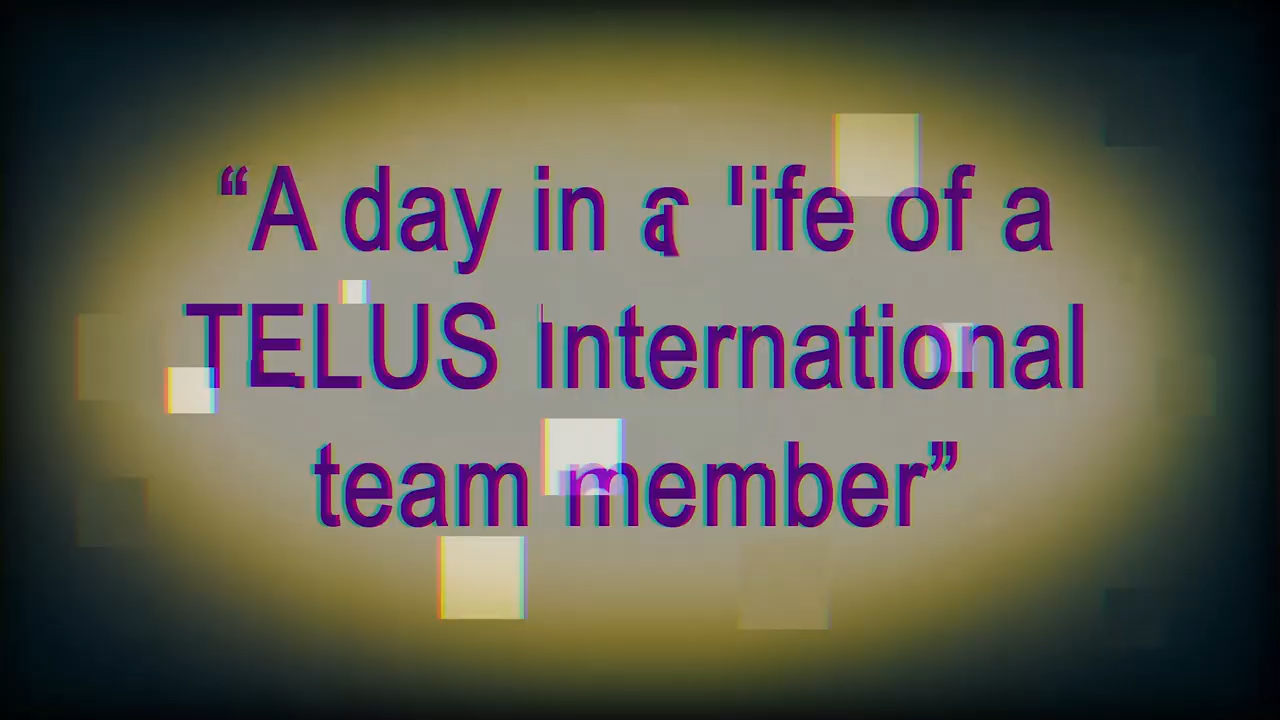 “A day in a life of a
TELUS International
team member”